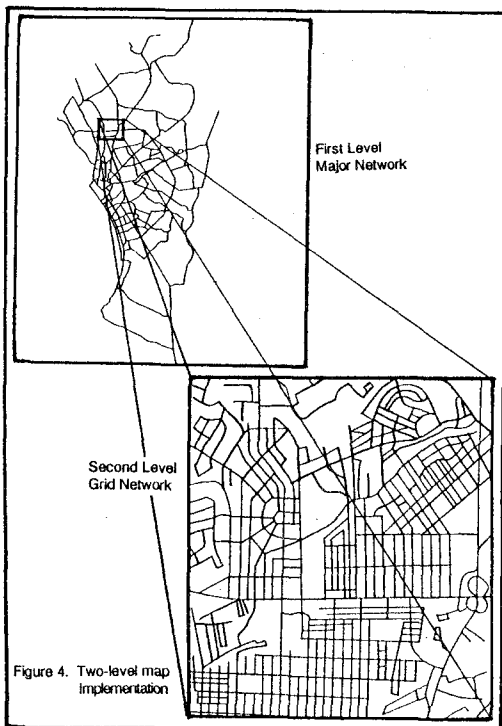 First Level
Major Network
Second Level
Grid Network
Figure 4. Two-level map
Implementation